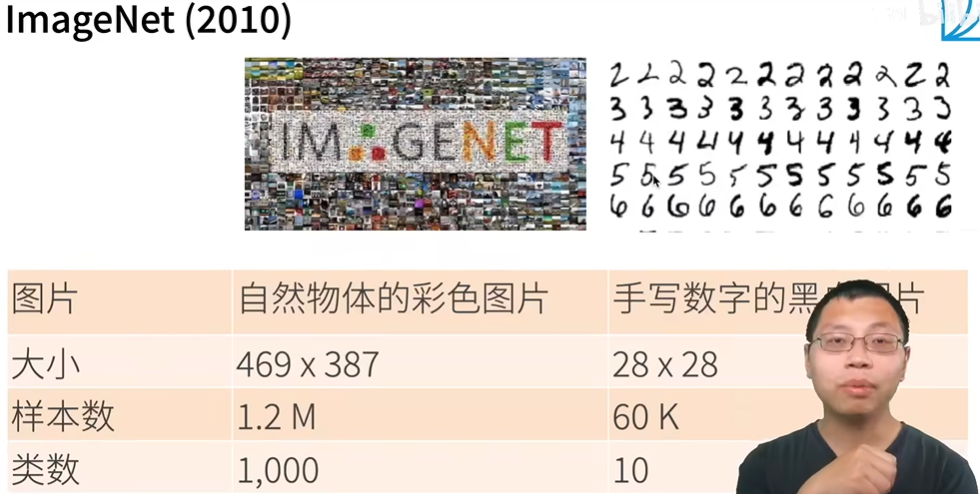 ImageNet (2010)
IMAGENET
2 2 2 2 2 2 2 2 2 2 2 2
3 3 3 3 3 3 3 3 3 3 3 3
4 4 4 4 4 4 4 4 4 4 4 4
5 5 5 5 5 5 5 5 5 5 5 5
6 6 6 6 6 6 6 6 6 6 6 6
图片 自然物体的彩色图片 手写数字的黑 片
大小 469 x 387 28 x 28
样本数 1.2 M 60 K
类数 1,000 10